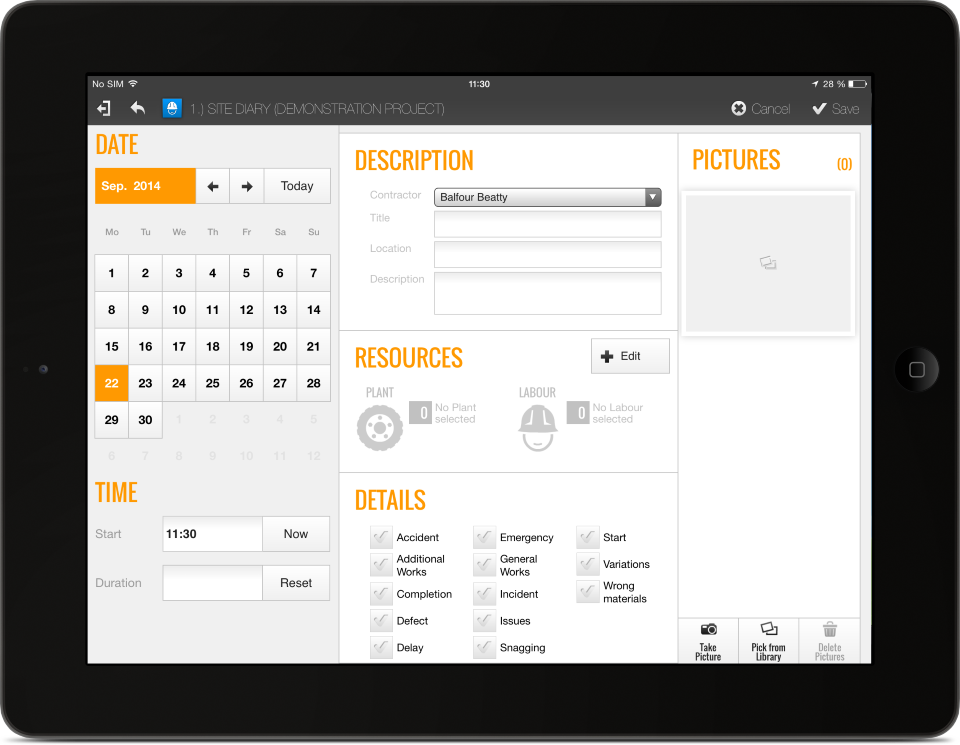 No SIM 11:30 28 %
1.) SITE DIARY (DEMONSTRATION PROJECT) Cancel Save
DATE
Sep. 2014 Today
Mo Tu We Th Fr Sa Su
1 2 3 4 5 6 7
8 9 10 11 12 13 14
15 16 17 18 19 20 21
22 23 24 25 26 27 28
29 30 1 2 3 4 5
6 7 8 9 10 11 12
TIME
Start 11:30 Now
Duration Reset
DESCRIPTION
Contractor Balfour Beatty
Title
Location
Description
RESOURCES Edit
PLANT
0 No Plant
selected
LABOUR
0 No Labour
selected
DETAILS
Accident
Additional
Works
Completion
Defect
Delay
Emergency
General
Works
Incident
Issues
Snagging
Start
Variations
Wrong
materials
PICTURES (0)
Take
Picture
Pick from
Library
Delete
Pictures